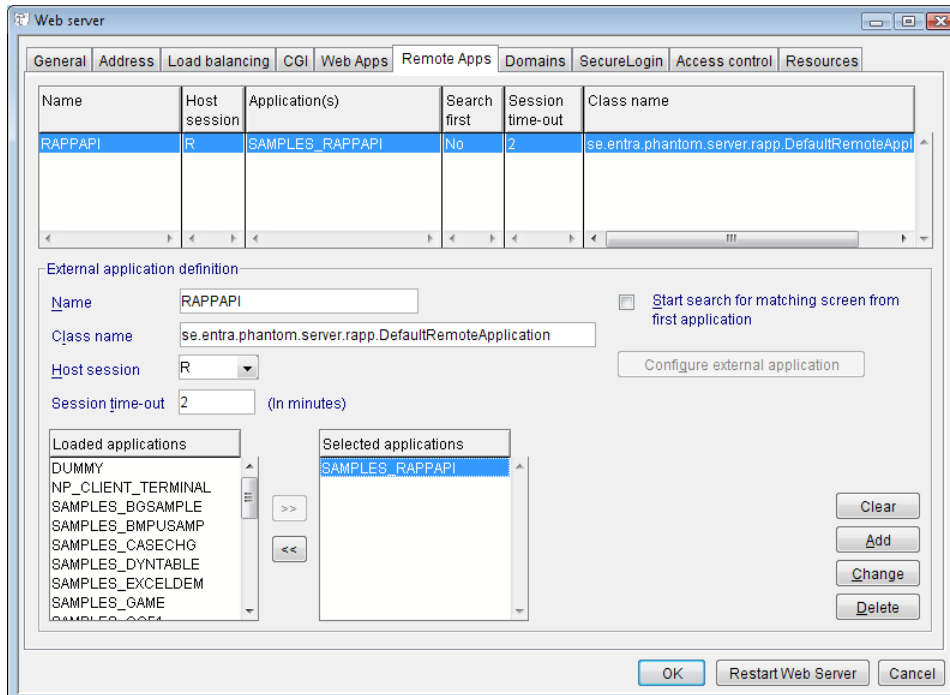 Web server
General Address Load balancing CGI Web Apps Remote Apps Domains SecureLogin Access control Resources
Name Host session Application(s) Search first Session time-out Class name
RAPPAPI R SAMPLES_RAPPAPI No 2 se.entra.phantom.server.rapp.DefaultRemoteAppl
External application definition
Name RAPPAPI
Start search for matching screen from
first application
Class name se.entra.phantom.server.rapp.DefaultRemoteApplication
Host session R
Configure external application
Session time-out 2 (In minutes)
Loaded applications
DUMMY
NP_CLIENT_TERMINAL
SAMPLES_BGSAMPLE
SAMPLES_BMPUSAMP
SAMPLES_CASECHG
SAMPLES_DYNTABLE
SAMPLES_EXCELDEM
SAMPLES_GAME
>>
<<
Selected applications
SAMPLES_RAPPAPI
Clear
Add
Change
Delete
OK Restart Web Server Cancel